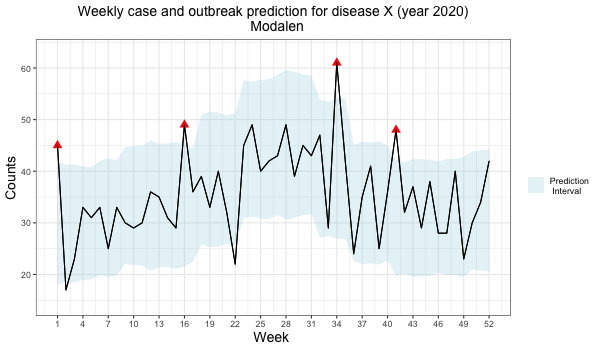 Weekly case and outbreak prediction for disease X (year 2020)
Modalen
Counts
60
50
40
30
20
1 4 7 10 13 16 19 22 25 28 31 34 37 40 43 46 49 52
Week
Prediction
Interval